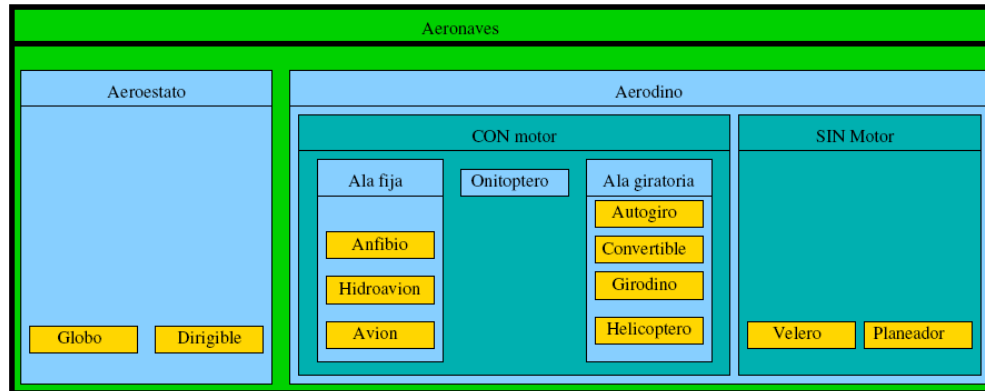 Aeronaves
Aeroestato
Aerodino
CON motor
SIN Motor
Ala fija
Onitoptero
Ala giratoria
Autogiro
Anfibio
Convertible
Hidroavion
Girodino
Globo
Dirigible
Avion
Helicoptero
Velero
Planeador